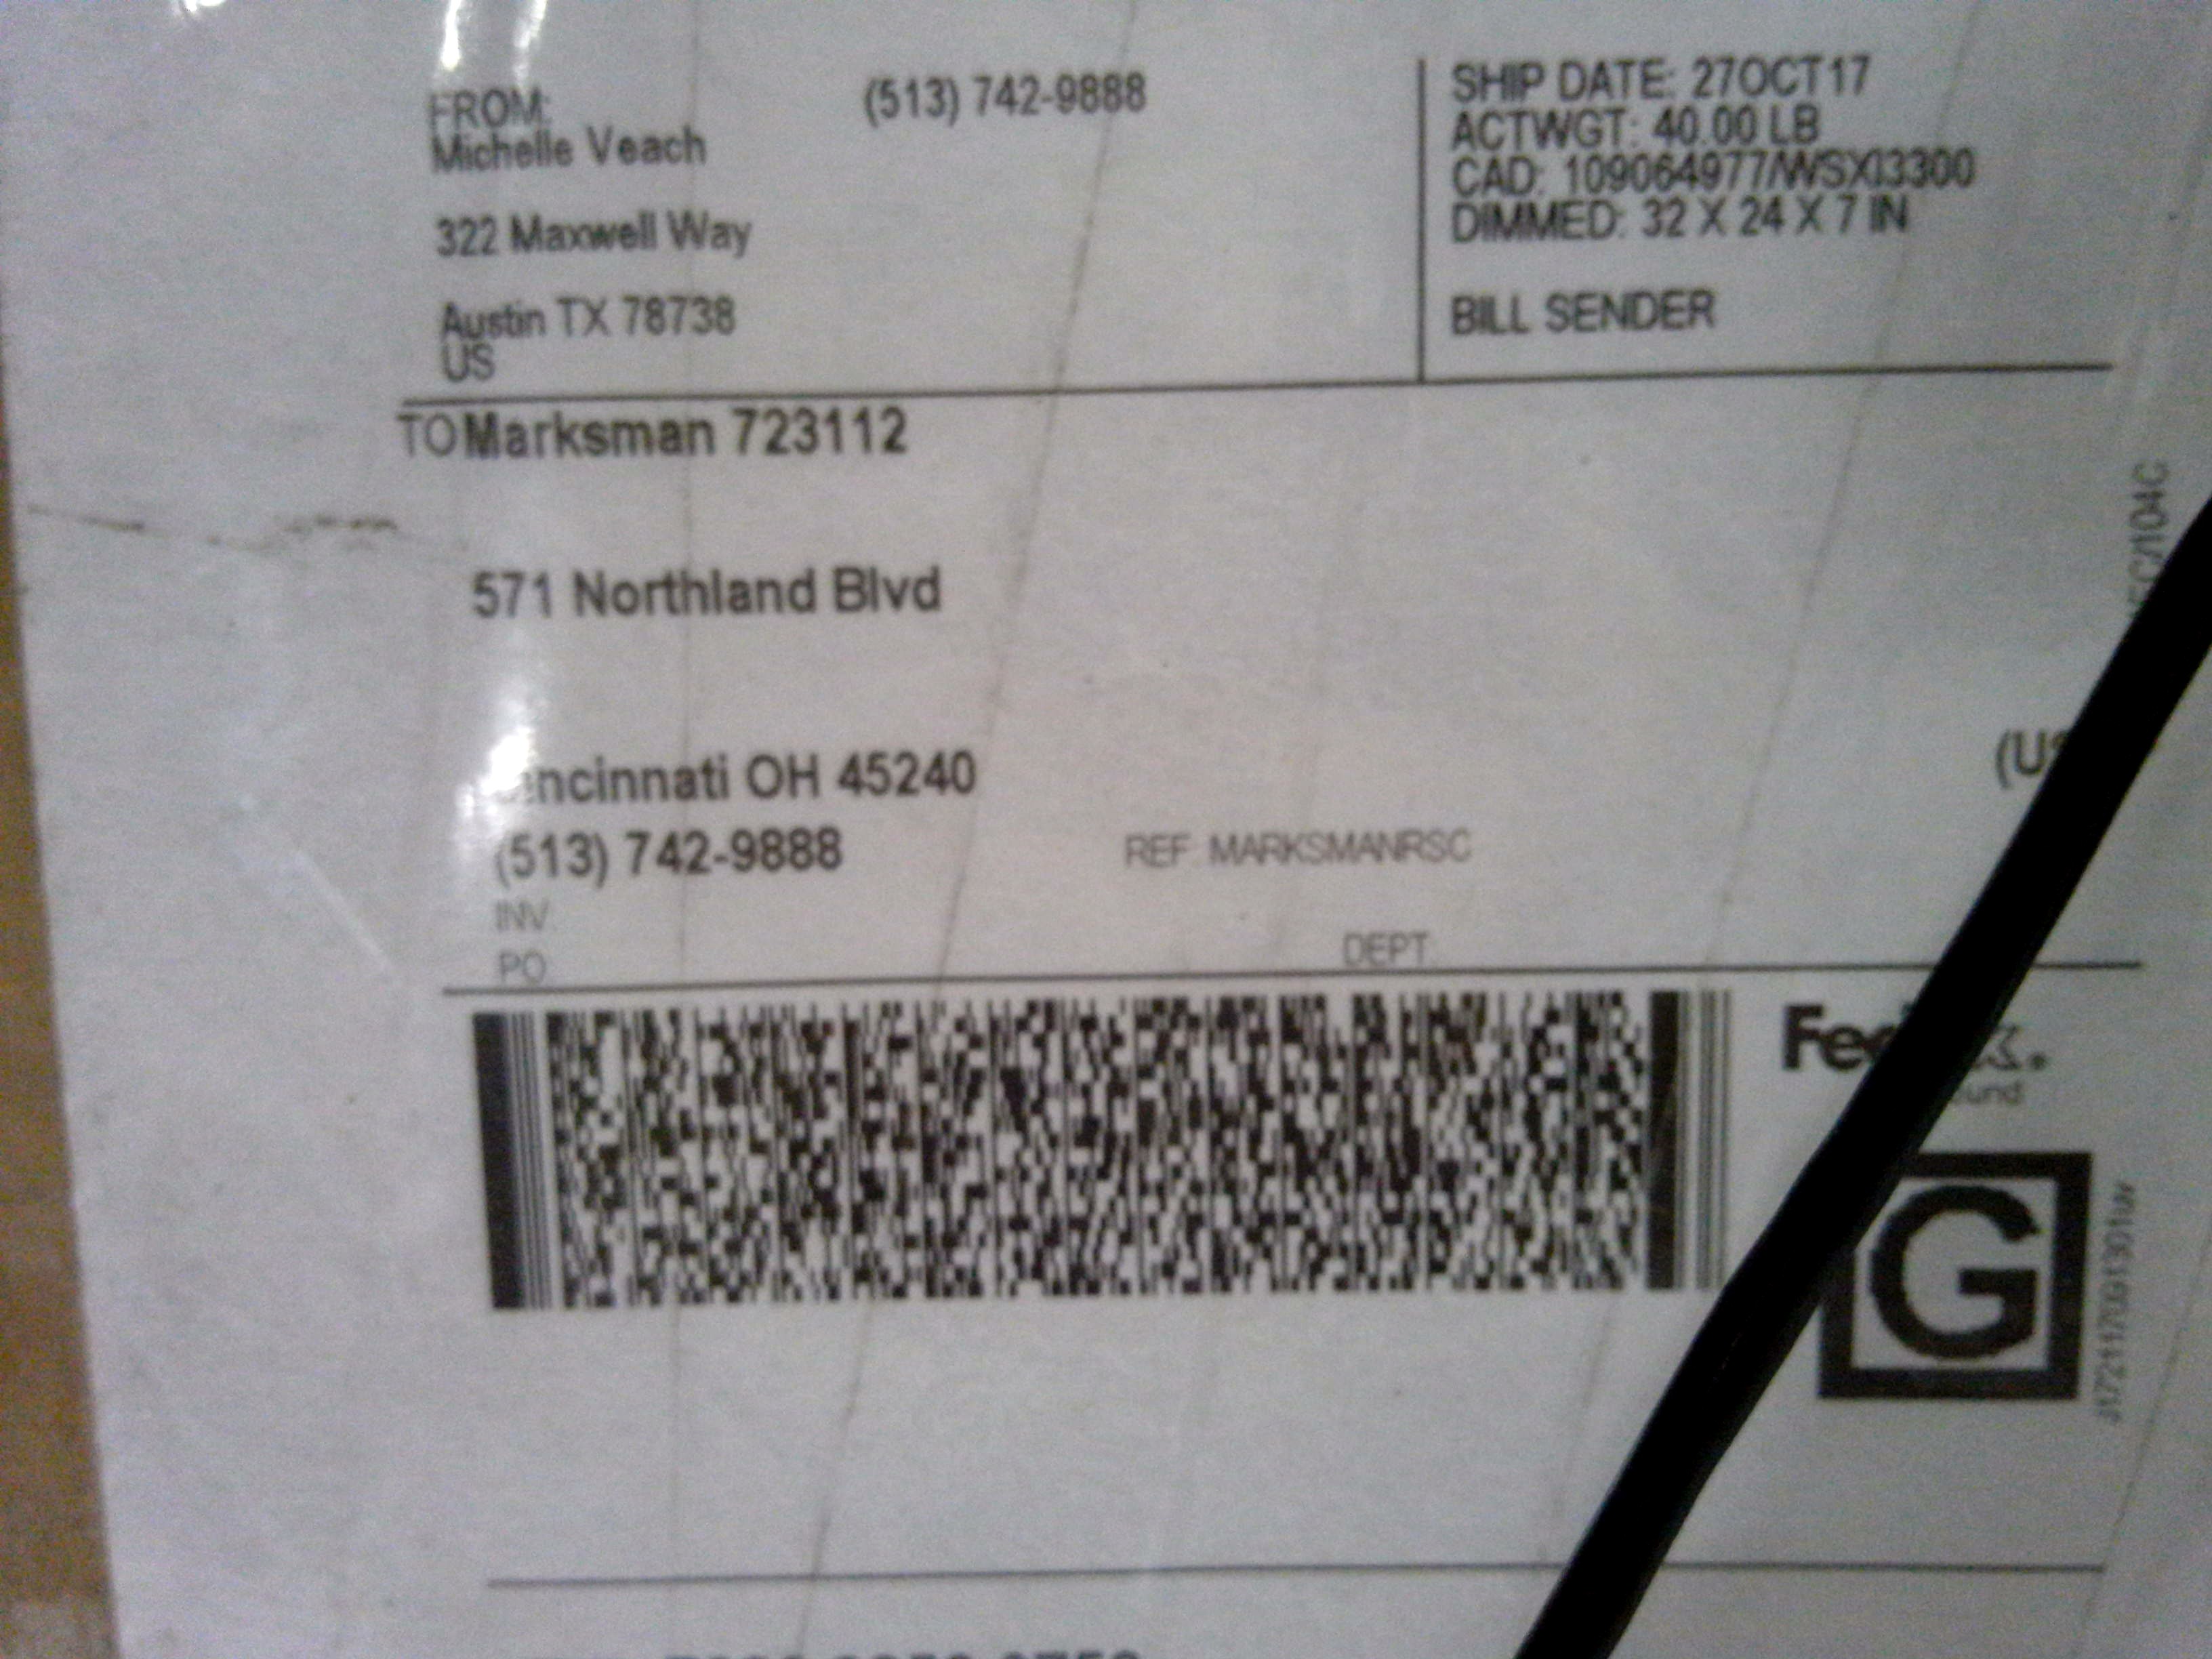 FROM: (513) 742-9888
Michelle Veach
322 Maxwell Way
Austin TX 78738
US
SHIP DATE: 27OCT17
ACTWGT: 40.00 LB
CAD: 109064977/WSXI3300
DIMMED: 32 X 24 X 7 IN
BILL SENDER
TO Marksman 723112
571 Northland Blvd
incinnati OH 45240
(US
(513) 742-9888
REF: MARKSMANRSC
INV:
PO:
DEPT:
G